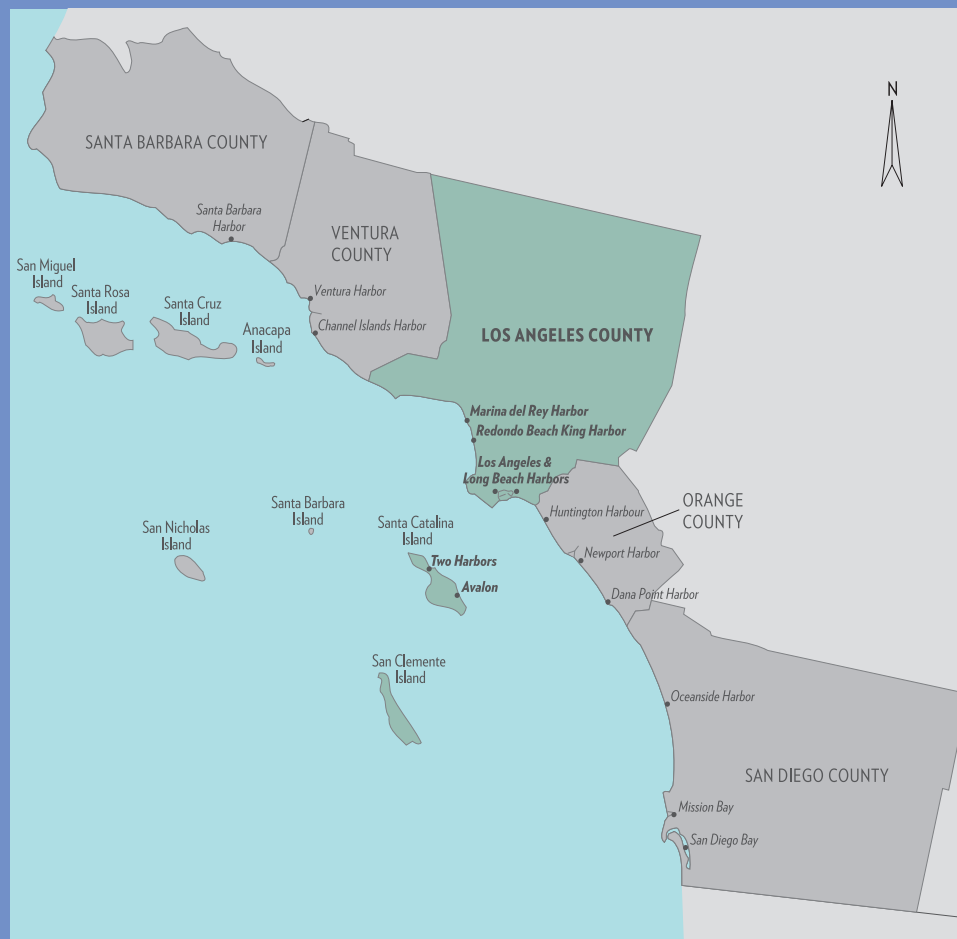 N
SANTA BARBARA COUNTY
Santa Barbara
Harbor
VENTURA
COUNTY
San Miguel
Island
Santa Rosa
Island
Santa Cruz
Island
Anacapa
Island
Ventura Harbor
Channel Islands Harbor
LOS ANGELES COUNTY
Marina del Rey Harbor
Redondo Beach King Harbor
Los Angeles &
Long Beach Harbors
ORANGE
COUNTY
Huntington Harbour
Newport Harbor
Dana Point Harbor
Santa Barbara
Island
San Nicholas
Island
Santa Catalina
Island
Two Harbors
Avalon
San Clemente
Island
Oceanside Harbor
SAN DIEGO COUNTY
Mission Bay
San Diego Bay